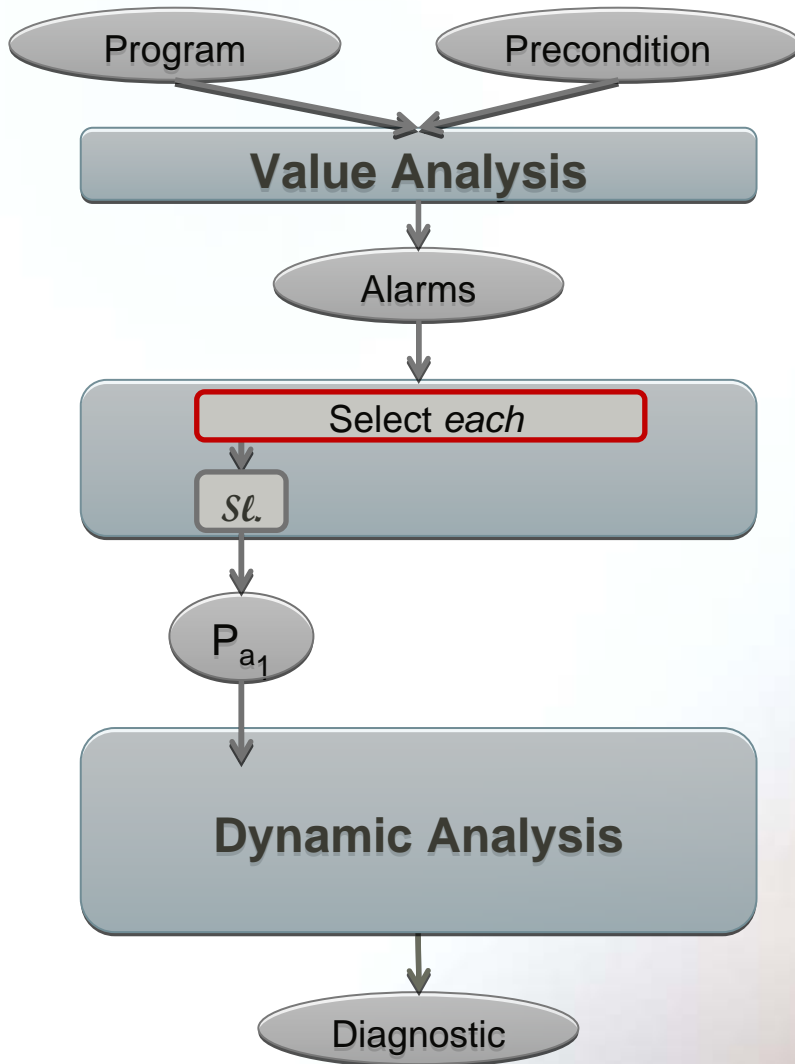 Program
Precondition
Value Analysis
Alarms
Select each
Sl.
Pa1
Dynamic Analysis
Diagnostic